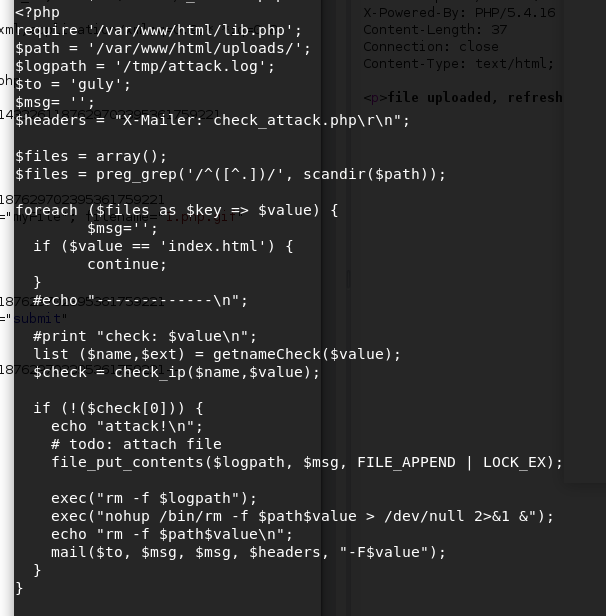 <?php
require '/var/www/html/lib.php';
$path = '/var/www/html/uploads/';
$logpath = '/tmp/attack.log';
$to = 'guly';
$msg= '';
$headers = "X-Mailer: check_attack.php\r\n";
$files = array();
$files = preg_grep('/^([^.])/', scandir($path));
foreach ($files as $key => $value) {
$msg='';
if ($value == 'index.html') {
continue;
}
#echo "-------------\n";
#print "check: $value\n";
list ($name,$ext) = getnameCheck($value);
$check = check_ip($name,$value);
if (!($check[0])) {
echo "attack!\n";
# todo: attach file
file_put_contents($logpath, $msg, FILE_APPEND | LOCK_EX);
exec("rm -f $logpath");
exec("nohup /bin/rm -f $path$value > /dev/null 2>&1 &");
echo "rm -f $path$value\n";
mail($to, $msg, $msg, $headers, "-F$value");
}
}
X-Powered-By: PHP/5.4.16
Content-Length: 37
Connection: close
Content-Type: text/html;
<p>file uploaded, refresh
="submit"